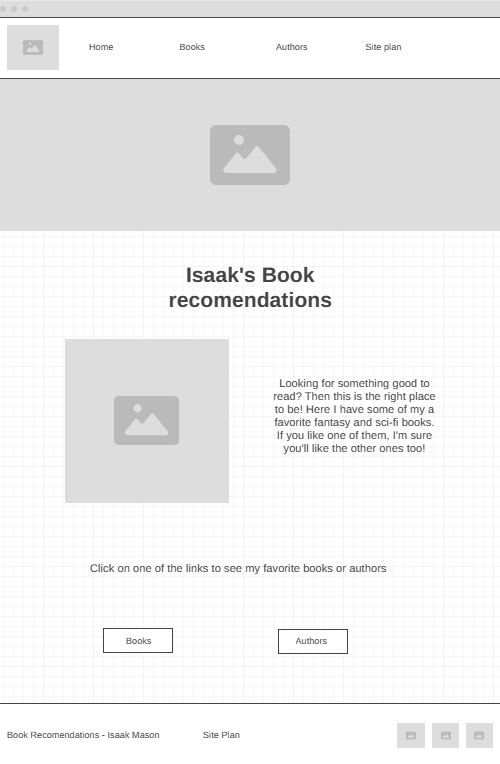 Home Books Authors Site plan
Isaak's Book
recomendations
Looking for something good to
read? Then this is the right place
to be! Here I have some of my a
favorite fantasy and sci-fi books.
If you like one of them, I'm sure
you'll like the other ones too!
Click on one of the links to see my favorite books or authors
Books Authors
Book Recomendations - Isaak Mason Site Plan